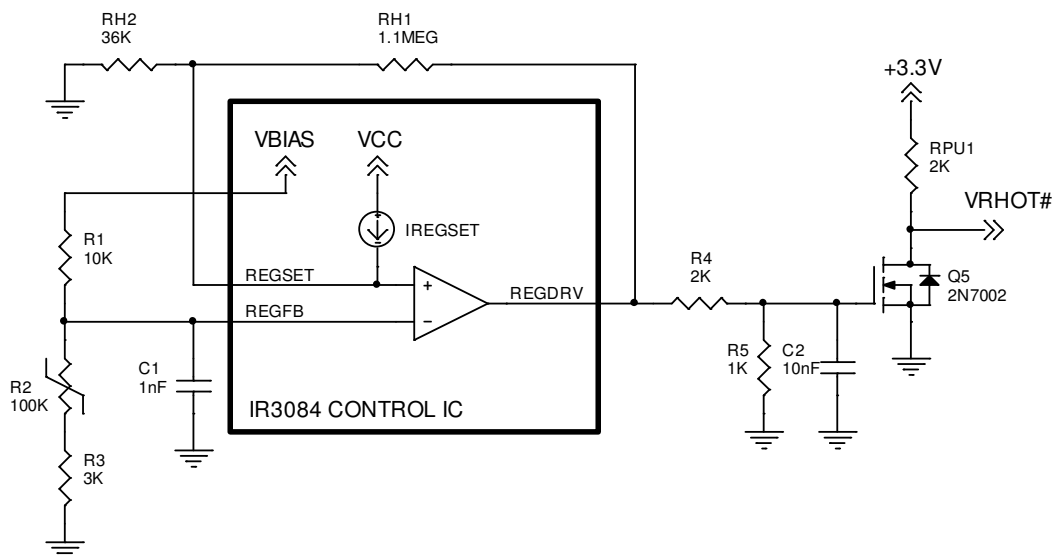 RH2
36K
RH1
1.1MEG
+3.3V
VBIAS
VCC
RPU1
2K
VRHOT#
R1
10K
IREGSET
REGSET
REGFB
REGDRV
R4
2K
Q5
2N7002
R2
100K
C1
1nF
R5
1K
C2
10nF
IR3084 CONTROL IC
R3
3K
+
−